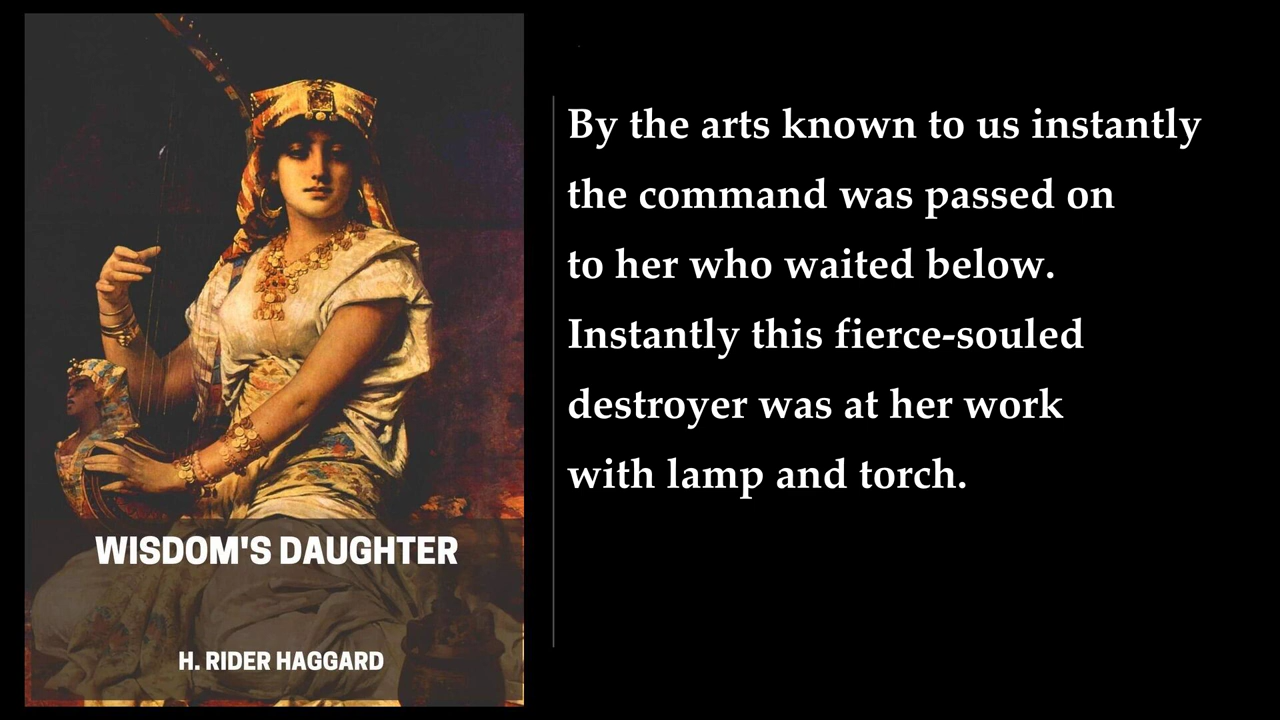 WISDOM'S DAUGHTER
H. RIDER HAGGARD
By the arts known to us instantly
the command was passed on
to her who waited below.
Instantly this fierce-souled
destroyer was at her work
with lamp and torch.